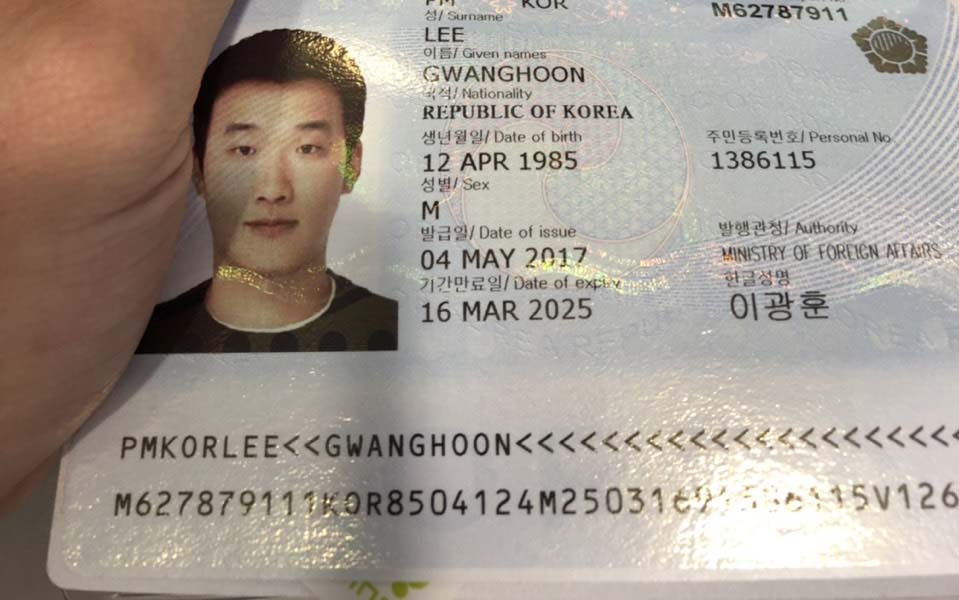 PM KOR M62787911
성/ Surname
LEE
이름/ Given names
GWANGHOON
국적/ Nationality
REPUBLIC OF KOREA
생년월일/ Date of birth 주민등록번호/ Personal No.
12 APR 1985 1386115
성별/ Sex
M
발급일/ Date of issue 발행관청/ Authority
04 MAY 2017 MINISTRY OF FOREIGN AFFAIRS
기간만료일/ Date of expiry 한글성명
16 MAR 2025 이광훈
PMKORLEE<<GWANGHOON<<<<<<<<<<<<<<<<<<<<<